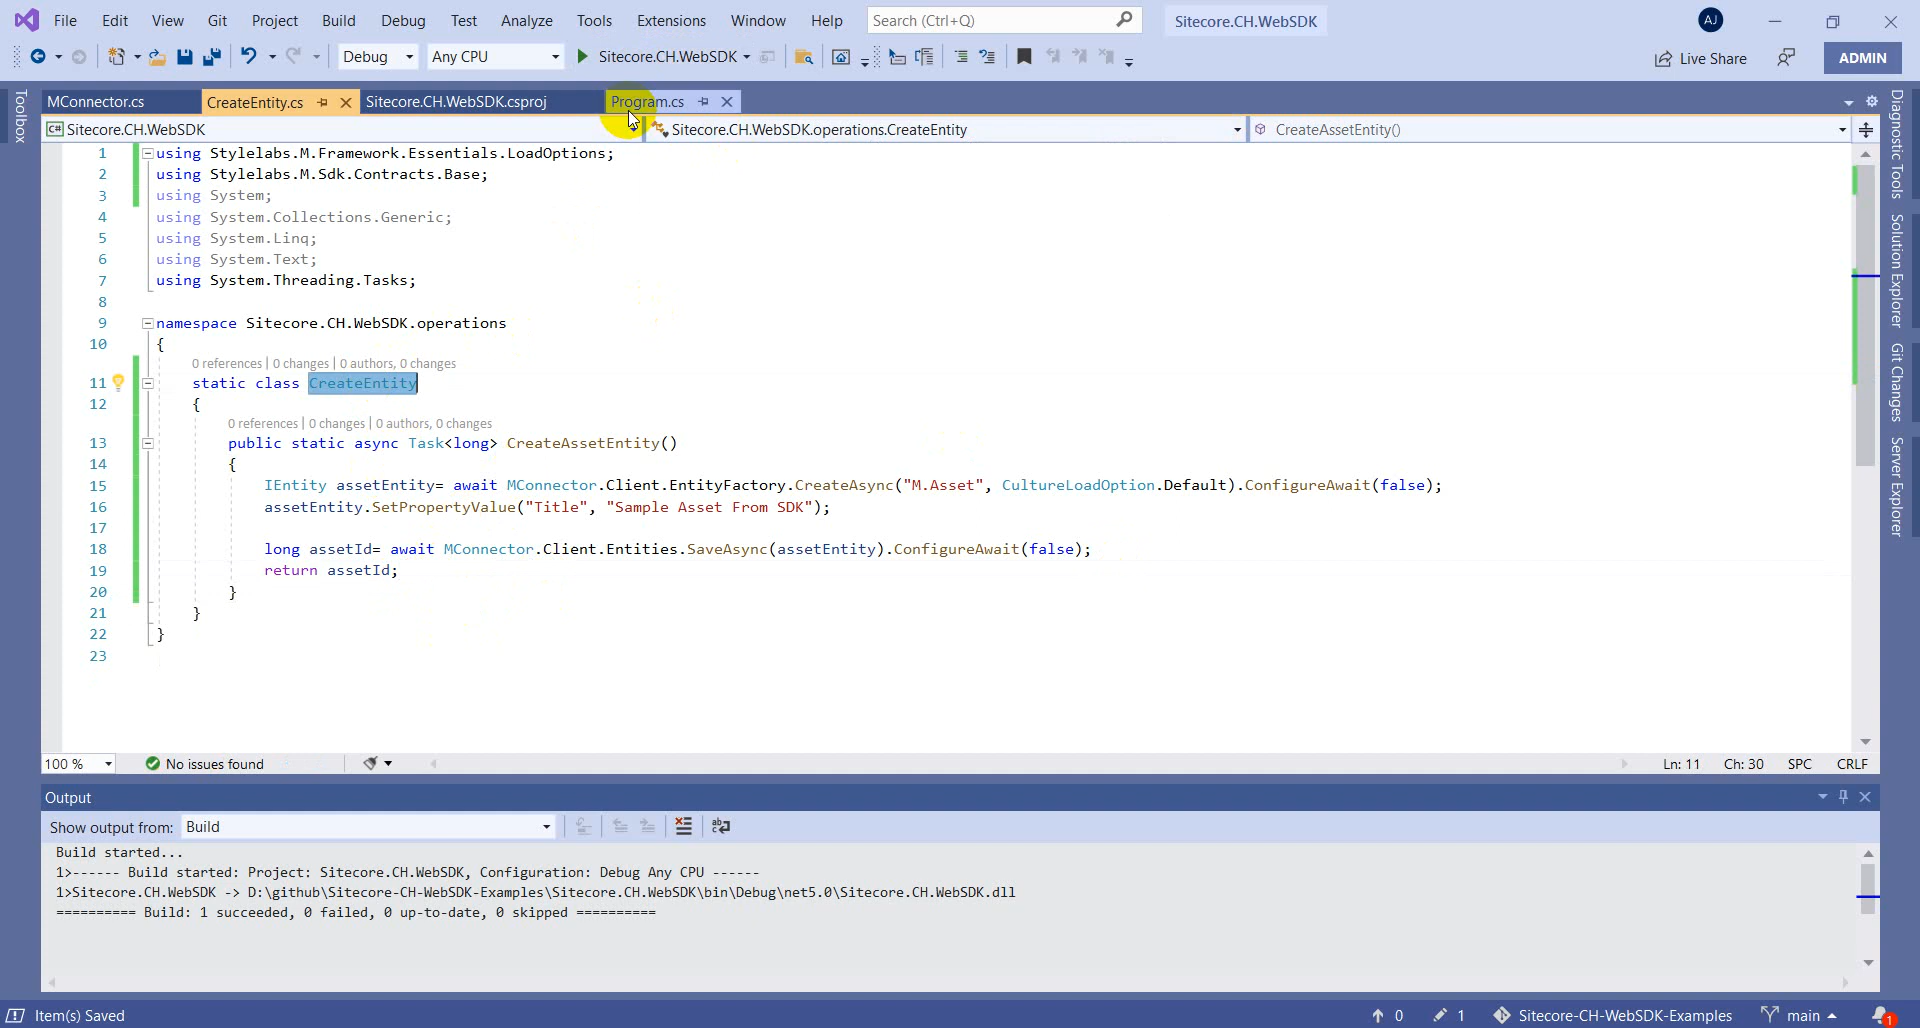 File Edit View Git Project Build Debug Test Analyze Tools Extensions Window Help Search (Ctrl+Q) Sitecore.CH.WebSDK AJ
Debug Any CPU Sitecore.CH.WebSDK Live Share ADMIN
Toolbox
MConnector.cs CreateEntity.cs Sitecore.CH.WebSDK.csproj Program.cs
C# Sitecore.CH.WebSDK Sitecore.CH.WebSDK.operations.CreateEntity CreateAssetEntity()
1 using Stylelabs.M.Framework.Essentials.LoadOptions;
2 using Stylelabs.M.Sdk.Contracts.Base;
3 using System;
4 using System.Collections.Generic;
5 using System.Linq;
6 using System.Text;
7 using System.Threading.Tasks;
8
9 namespace Sitecore.CH.WebSDK.operations
10 {
0 references | 0 changes | 0 authors, 0 changes
11 static class CreateEntity
12 {
0 references | 0 changes | 0 authors, 0 changes
13 public static async Task<long> CreateAssetEntity()
14 {
15 IEntity assetEntity= await MConnector.Client.EntityFactory.CreateAsync("M.Asset", CultureLoadOption.Default).ConfigureAwait(false);
16 assetEntity.SetPropertyValue("Title", "Sample Asset From SDK");
17
18 long assetId= await MConnector.Client.Entities.SaveAsync(assetEntity).ConfigureAwait(false);
19 return assetId;
20 }
21 }
22 }
23
Diagnostic Tools
Solution Explorer
Git Changes
Server Explorer
100 % No issues found Ln: 11 Ch: 30 SPC CRLF
Output
Show output from: Build
Build started...
1>------ Build started: Project: Sitecore.CH.WebSDK, Configuration: Debug Any CPU ------
1>Sitecore.CH.WebSDK -> D:\github\Sitecore-CH-WebSDK-Examples\Sitecore.CH.WebSDK\bin\Debug\net5.0\Sitecore.CH.WebSDK.dll
========== Build: 1 succeeded, 0 failed, 0 up-to-date, 0 skipped ==========
Item(s) Saved 0 1 Sitecore-CH-WebSDK-Examples main 1